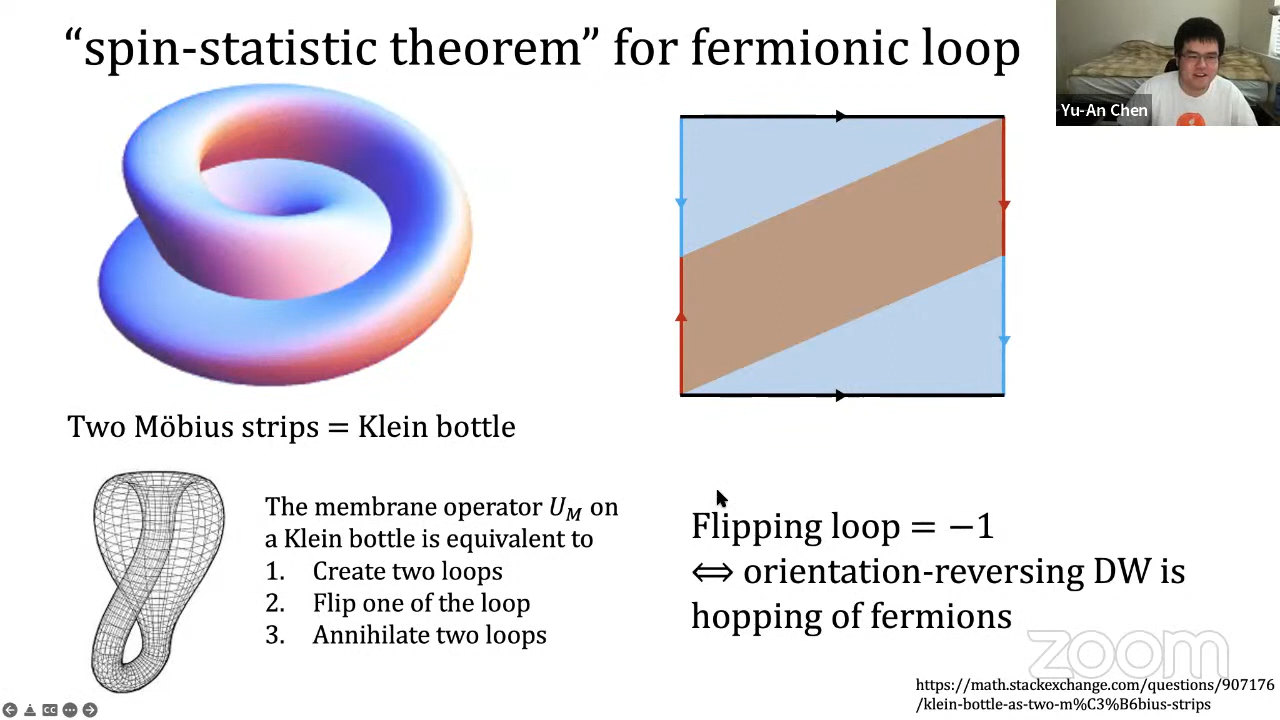 “spin-statistic theorem” for fermionic loop
Yu-An Chen
Two Möbius strips = Klein bottle
The membrane operator U_M on
a Klein bottle is equivalent to
1. Create two loops
2. Flip one of the loop
3. Annihilate two loops
Flipping loop = −1
⟺ orientation-reversing DW is
hopping of fermions
zoom
https://math.stackexchange.com/questions/907176
/klein-bottle-as-two-m%C3%B6bius-strips